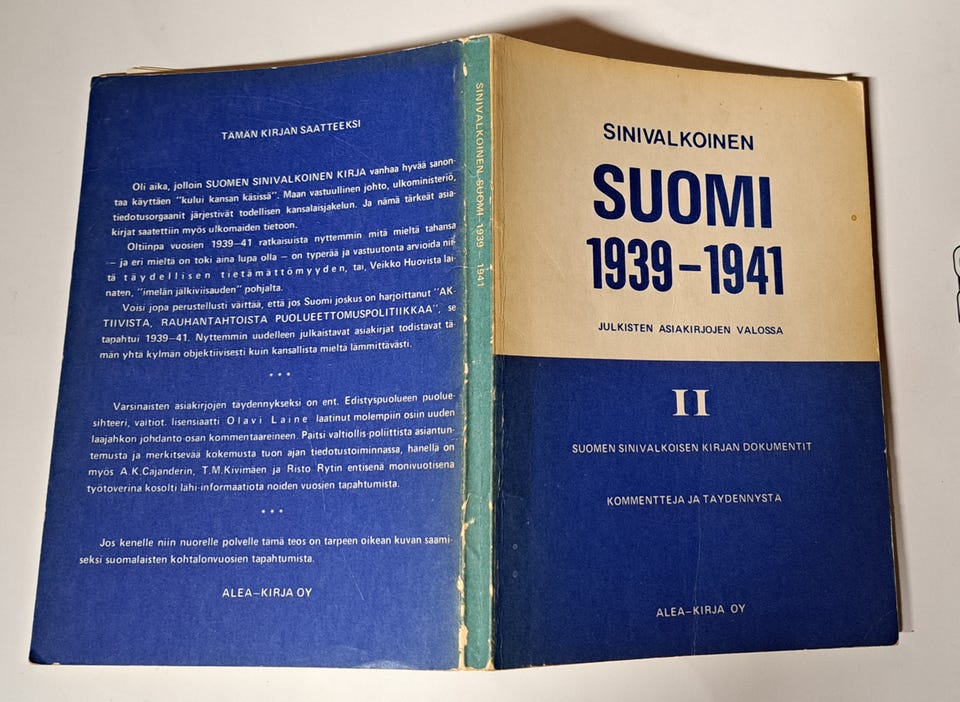 TÄMÄN KIRJAN SAATTEEKSI
Oli aika, jolloin SUOMEN SINIVALKOINEN KIRJA vanhaa hyvää sanon-
taa käyttäen "kului kansan käsissä". Maan vastuullinen johto, ulkoministeriö,
tiedotusorgaanit järjestivät todellisen kansalaisjakelun. Ja nämä tärkeät asia-
kirjat saatettiin myös ulkomaiden tietoon.
Oltiinpa vuosien 1939—41 ratkaisuista nyttemmin mitä mieltä tahansa
— ja eri mieltä on toki aina lupa olla — on typerää ja vastuutonta arvioida nii-
tä täydellisen tietämättömyyden, tai, Veikko Huovista lai-
naten, "imelän jälkiviisauden" pohjalta.
Voisi jopa perustellusti väittää, että jos Suomi joskus on harjoittanut "AK-
TIIVISTA, RAUHANTAHTOISTA PUOLUEETTOMUUSPOLITIIKKAA", se
tapahtui 1939—41. Nyttemmin uudelleen julkaistavat asiakirjat todistavat tä-
män yhtä kylmän objektiivisesti kuin kansallista mieltä lämmittävästi.
* * *
Varsinaisten asiakirjojen täydennykseksi on ent. Edistyspuolueen puolue-
sihteeri, valtiot. lisensiaatti Olavi Laine laatinut molempiin osiin uuden
laajahkon johdanto-osan kommentaareineen. Paitsi valtiollis-poliittista asiantun-
temusta ja merkitsevää kokemusta tuon ajan tiedotustoiminnassa, hänellä on
myös A.K.Cajanderin, T.M.Kivimäen ja Risto Rytin entisenä monivuotisena
työtoverina kosolti lähi-informaatiota noiden vuosien tapahtumista.
* * *
Jos kenelle niin nuorelle polvelle tämä teos on tarpeen oikean kuvan saami-
seksi suomalaisten kohtalonvuosien tapahtumista.
ALEA—KIRJA OY
SINIVALKOINEN SUOMI 1939 — 1941
SINIVALKOINEN
SUOMI
1939—1941
JULKISTEN ASIAKIRJOJEN VALOSSA
II
SUOMEN SINIVALKOISEN KIRJAN DOKUMENTIT
KOMMENTTEJA JA TÄYDENNYSTÄ
ALEA—KIRJA OY